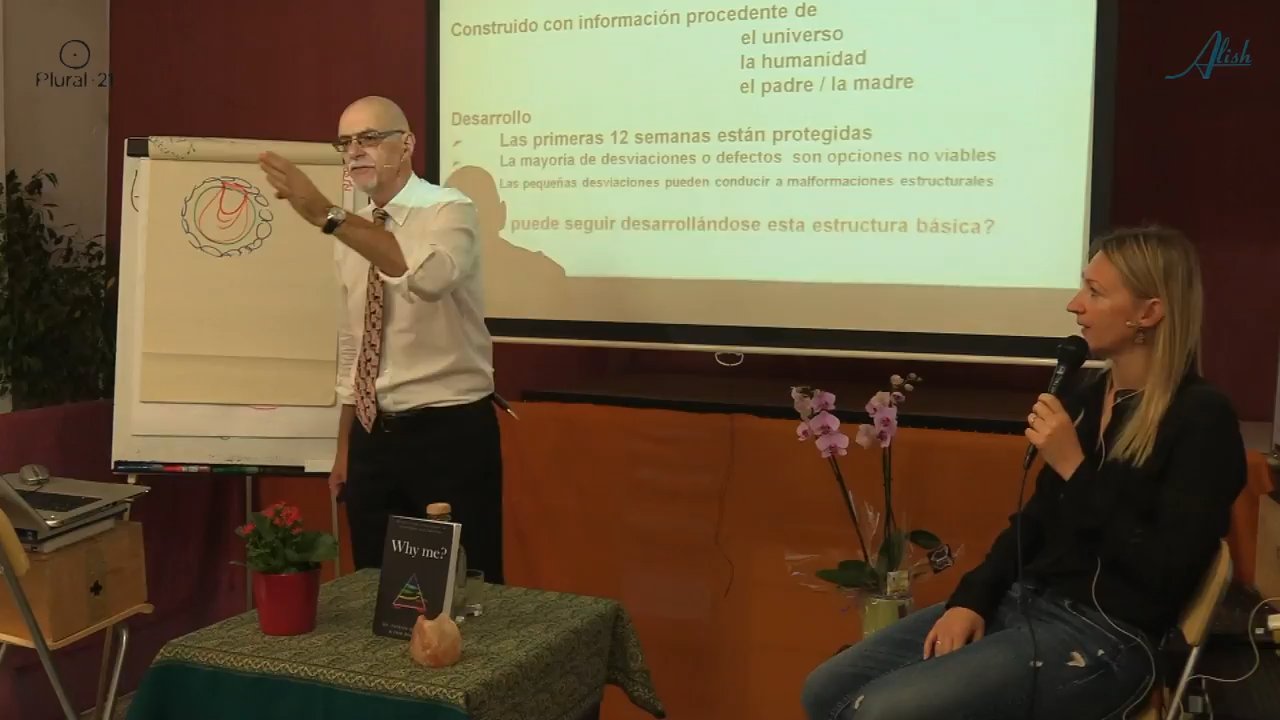 Construido con información procedente de
el universo
la humanidad
el padre / la madre
Desarrollo
Las primeras 12 semanas están protegidas
La mayoría de desviaciones o defectos son opciones no viables
Las pequeñas desviaciones pueden conducir a malformaciones estructurales
puede seguir desarrollándose esta estructura básica?
Plural-21
Alish
Why me?